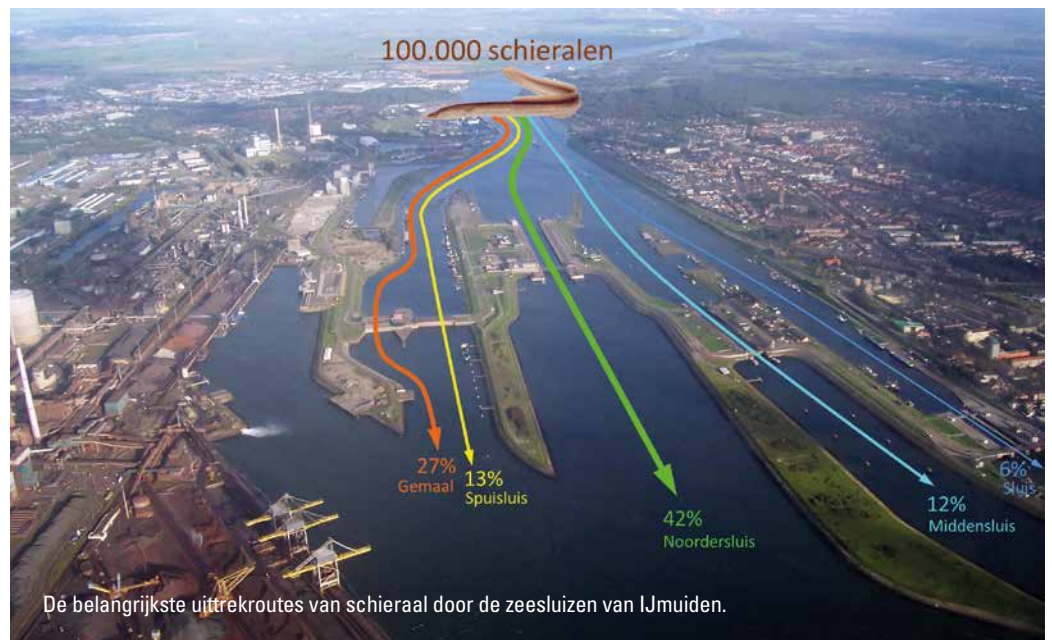 100.000 schieralen
27%
Gemaal
13%
Spuisluis
42%
Noordersluis
12%
Middensluis
6%
Sluis
De belangrijkste uittrekroutes van schieraal door de zeesluizen van IJmuiden.